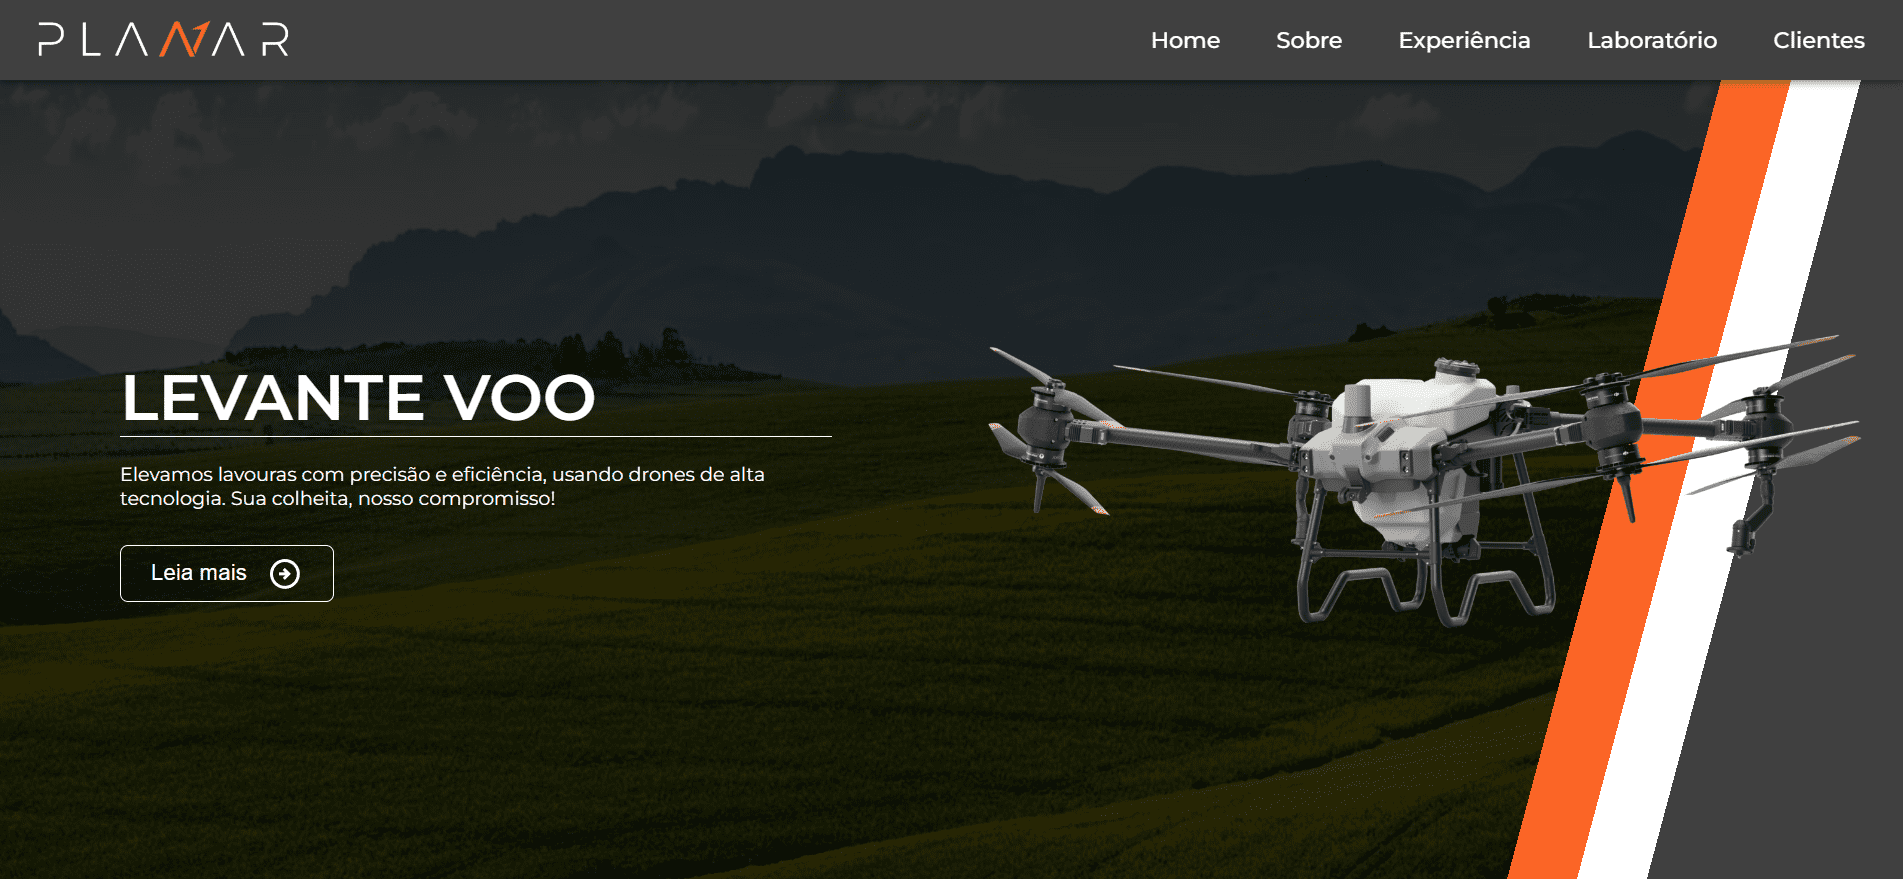 PLANAR
Home Sobre Experiência Laboratório Clientes
LEVANTE VOO
Elevamos lavouras com precisão e eficiência, usando drones de alta
tecnologia. Sua colheita, nosso compromisso!
Leia mais